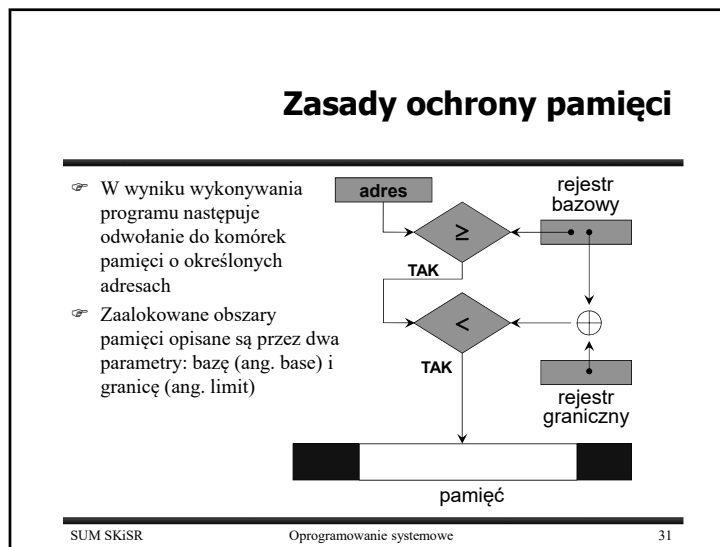 Zasady ochrony pamięci
☞ W wyniku wykonywania
programu następuje
odwołanie do komórek
pamięci o określonych
adresach
☞ Zaalokowane obszary
pamięci opisane są przez dwa
parametry: bazę (ang. base) i
granicę (ang. limit)
adres
rejestr
bazowy
≥
TAK
<
TAK
rejestr
graniczny
pamięć
SUM SKiSR Oprogramowanie systemowe 31